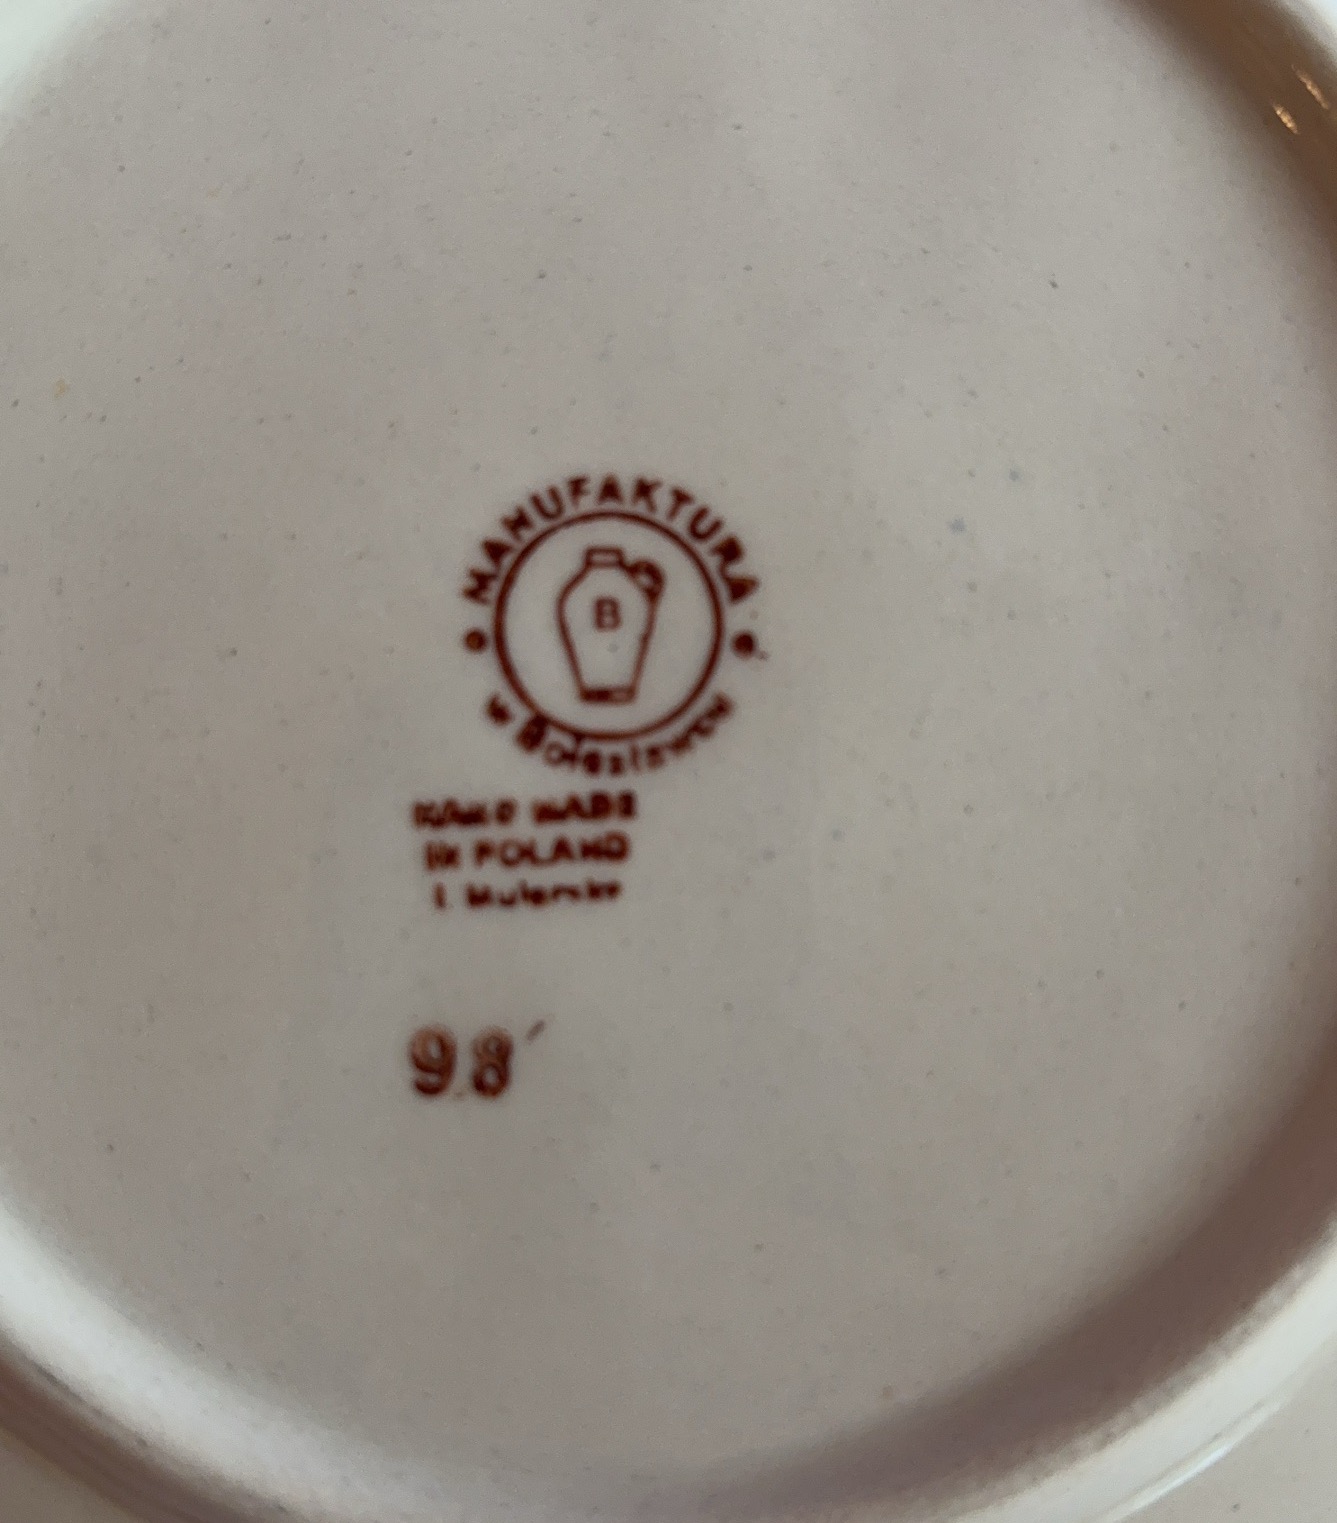 MANUFAKTURA
B
w Bolesławcu
HAND MADE
IN POLAND
98